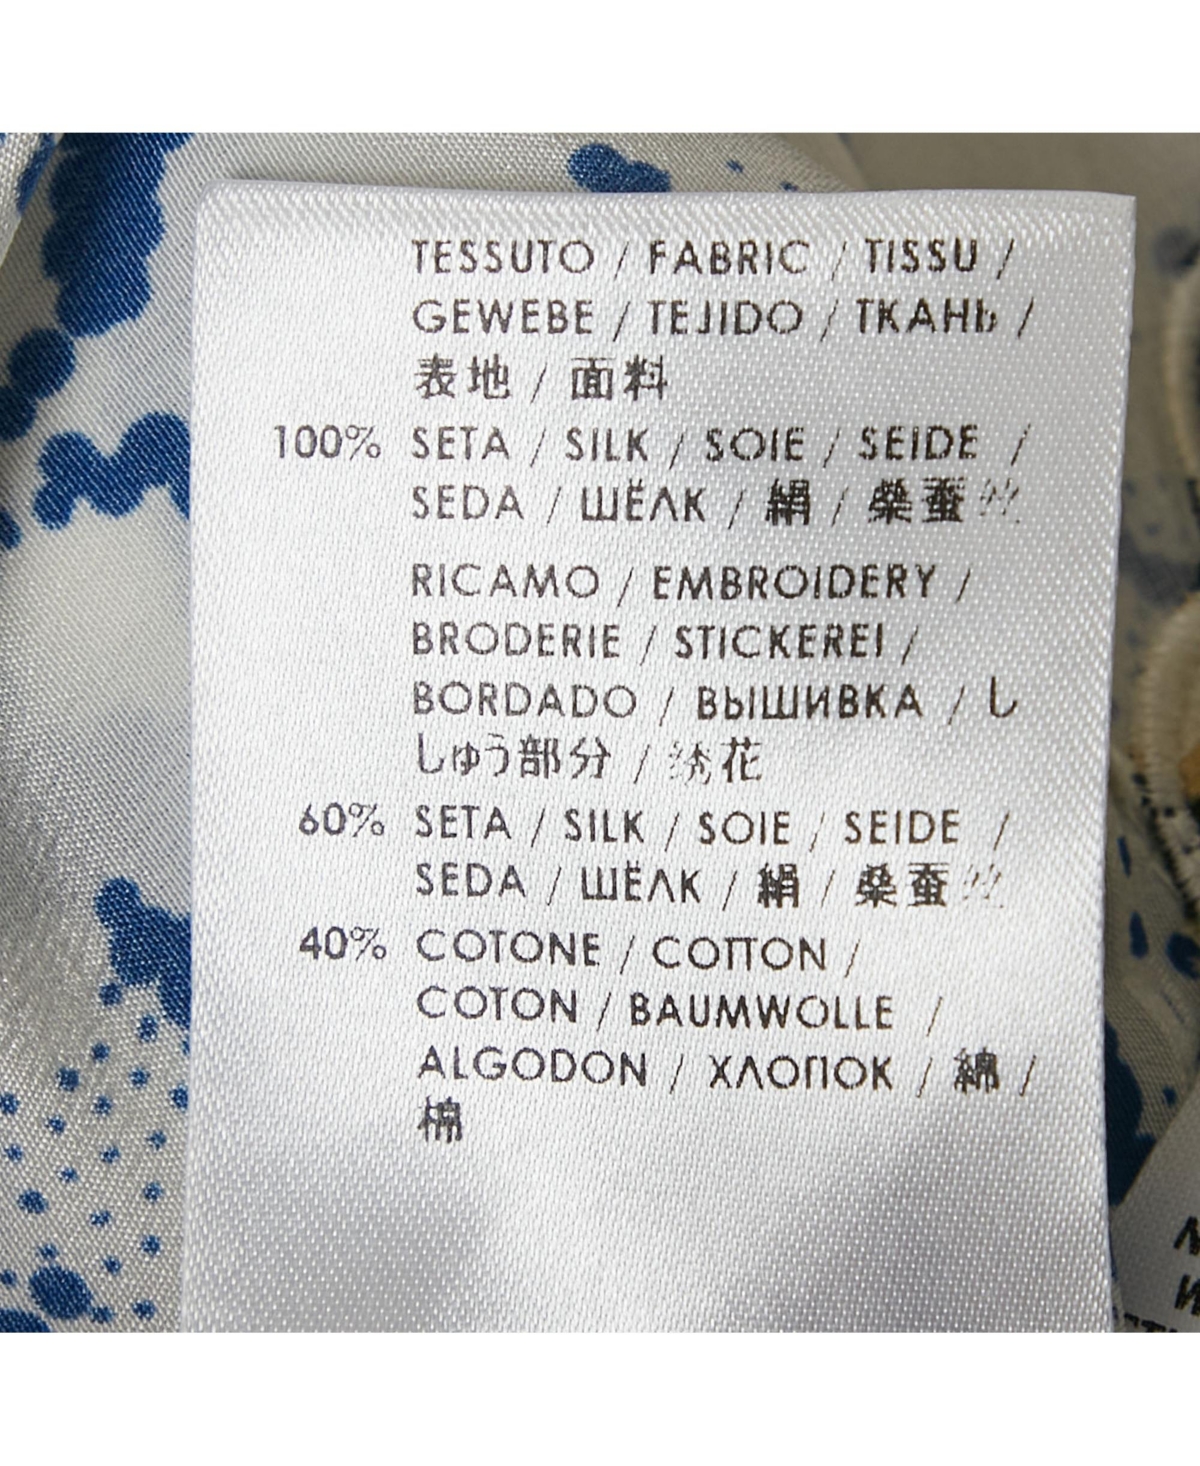 TESSUTO / FABRIC / TISSU /
GEWEBE / TEJIDO / ТКАНЬ /
表地 / 面料
100% SETA / SILK / SOIE / SEIDE /
SEDA / ШЁЛК / 絹 / 桑蚕丝
RICAMO / EMBROIDERY /
BRODERIE / STICKEREI /
BORDADO / ВЫШИВКА / し
しゅう部分 / 绣花
60% SETA / SILK / SOIE / SEIDE /
SEDA / ШЁЛК / 絹 / 桑蚕丝
40% COTONE / COTTON /
COTON / BAUMWOLLE /
ALGODON / ХЛОПОК / 綿 /
棉